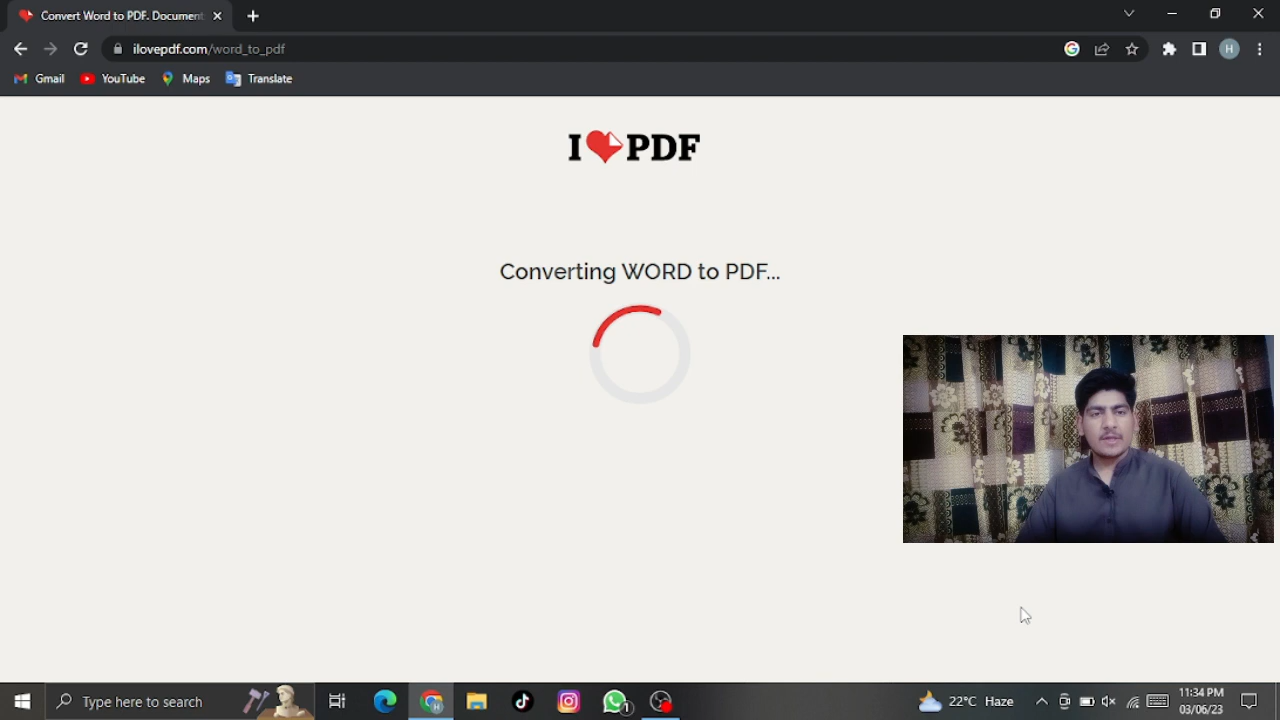 Convert Word to PDF. Document
ilovepdf.com/word_to_pdf
H
Gmail
YouTube
Maps
Translate
I PDF
Converting WORD to PDF...
Type here to search
H
1
22°C Haze
11:34 PM
03/06/23